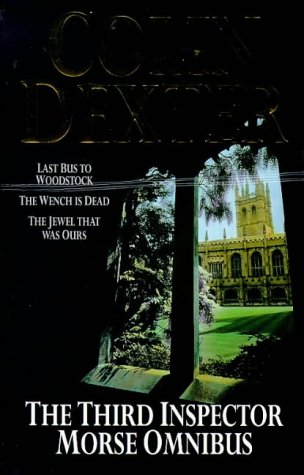 COLIN
DEXTER
LAST BUS TO
WOODSTOCK
THE WENCH IS DEAD
THE JEWEL THAT
WAS OURS
THE THIRD INSPECTOR
MORSE OMNIBUS